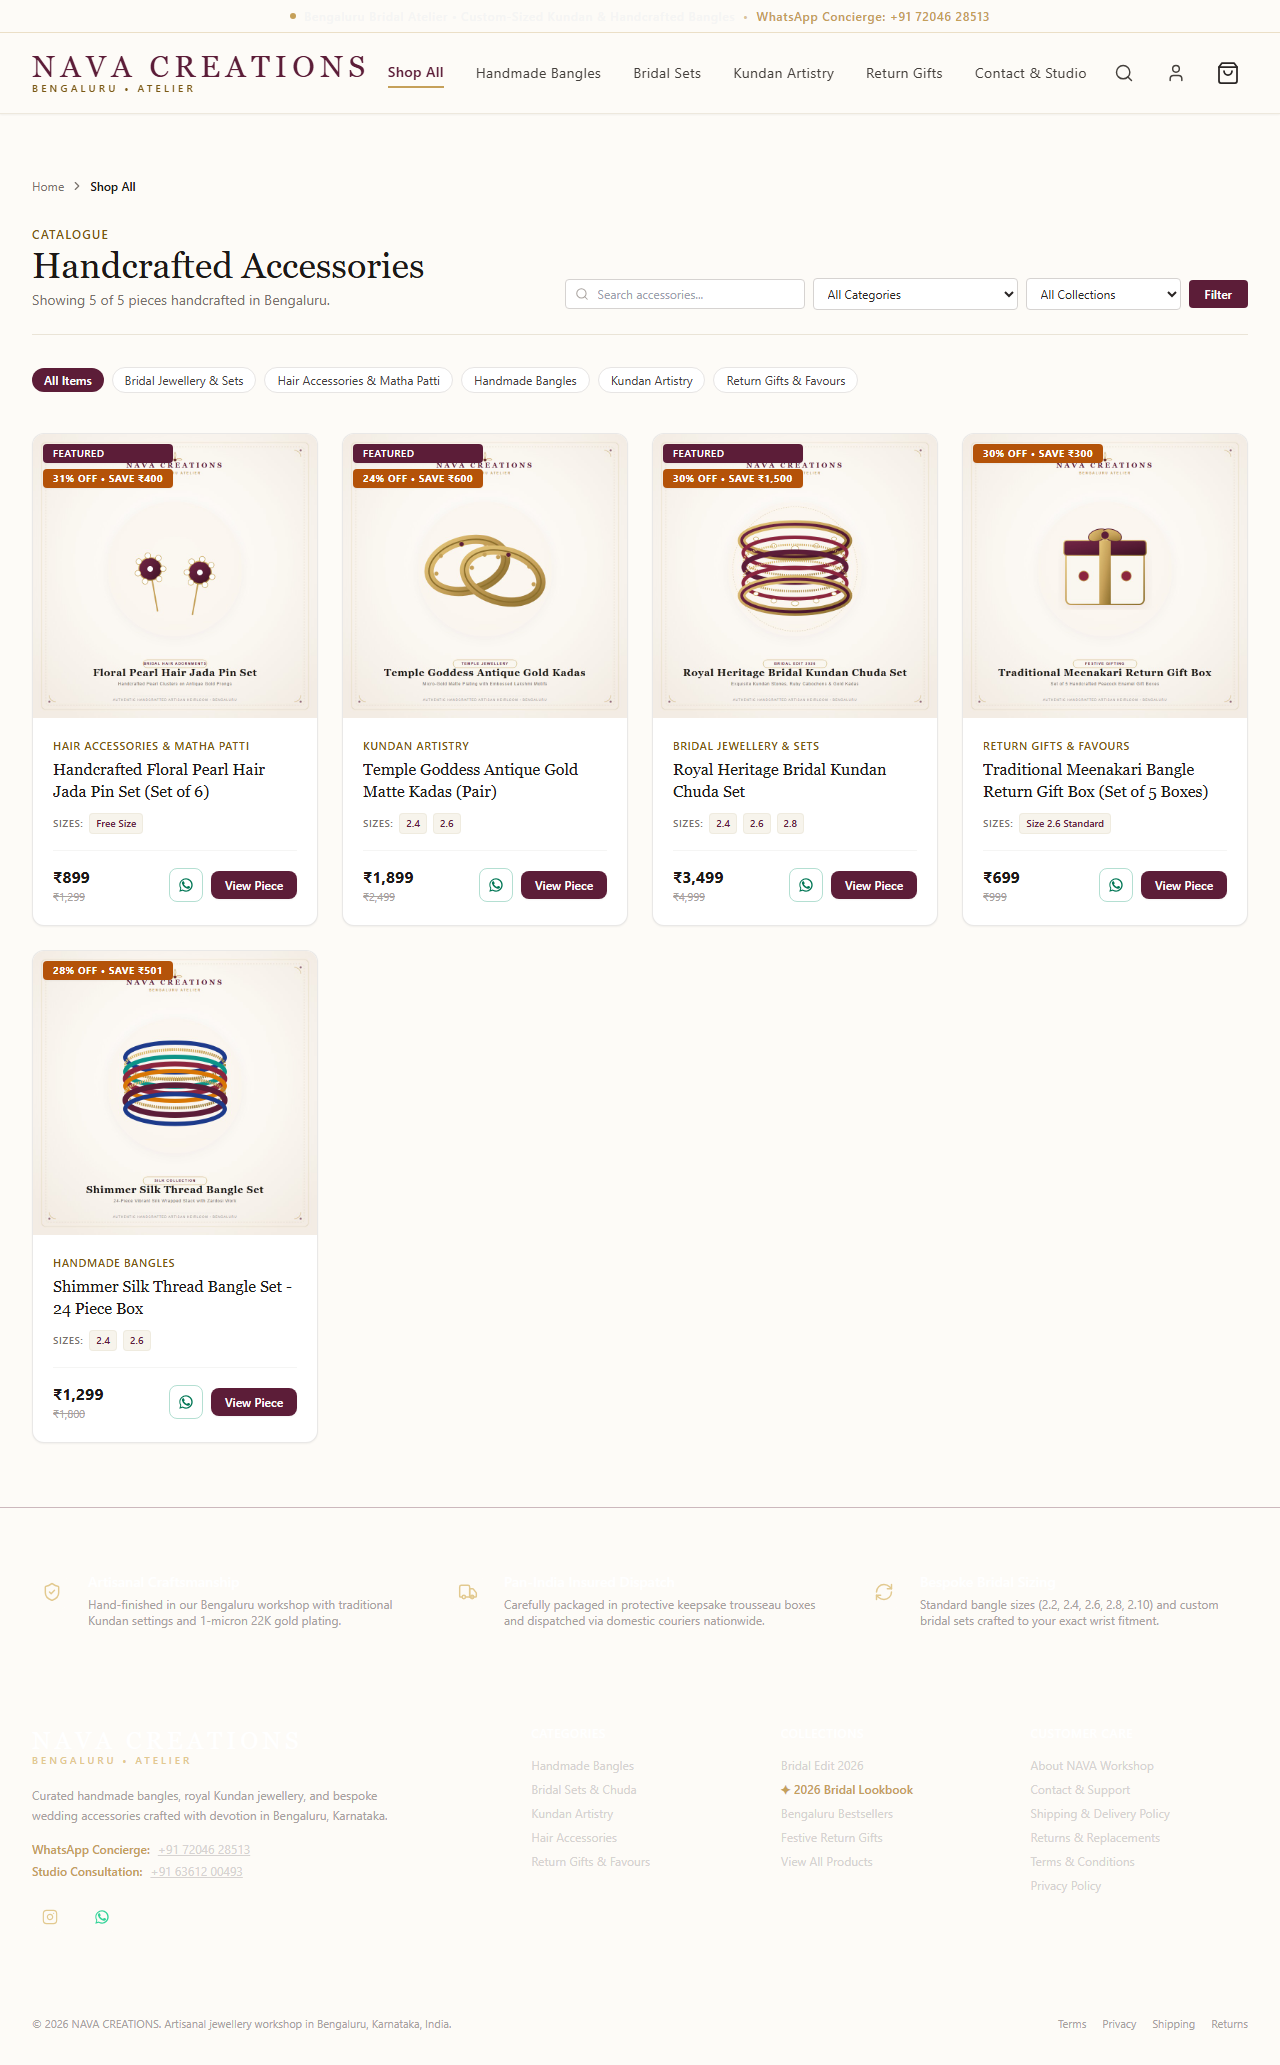 Bengaluru Bridal Atelier • Custom-Sized Kundan & Handcrafted Bangles • WhatsApp Concierge: +91 72046 28513
NAVA CREATIONS
BENGALURU • ATELIER
Shop All
Handmade Bangles
Bridal Sets
Kundan Artistry
Return Gifts
Contact & Studio
Home > Shop All
CATALOGUE
Handcrafted Accessories
Showing 5 of 5 pieces handcrafted in Bengaluru.
Search accessories...
All Categories
All Collections
Filter
All Items
Bridal Jewellery & Sets
Hair Accessories & Matha Patti
Handmade Bangles
Kundan Artistry
Return Gifts & Favours
FEATURED
31% OFF • SAVE ₹400
NAVA CREATIONS
BRIDAL HAIR ADORNMENTS
Floral Pearl Hair Jada Pin Set
HAIR ACCESSORIES & MATHA PATTI
Handcrafted Floral Pearl Hair
Jada Pin Set (Set of 6)
SIZES: Free Size
₹899
₹1,299
View Piece
FEATURED
24% OFF • SAVE ₹600
NAVA CREATIONS
TEMPLE JEWELLERY
Temple Goddess Antique Gold Kadas
KUNDAN ARTISTRY
Temple Goddess Antique Gold
Matte Kadas (Pair)
SIZES: 2.4 2.6
₹1,899
₹2,499
View Piece
FEATURED
30% OFF • SAVE ₹1,500
NAVA CREATIONS
BRIDAL EDIT 2026
Royal Heritage Bridal Kundan Chuda Set
BRIDAL JEWELLERY & SETS
Royal Heritage Bridal Kundan
Chuda Set
SIZES: 2.4 2.6 2.8
₹3,499
₹4,999
View Piece
30% OFF • SAVE ₹300
NAVA CREATIONS
FESTIVE GIFTING
Traditional Meenakari Return Gift Box
RETURN GIFTS & FAVOURS
Traditional Meenakari Bangle
Return Gift Box (Set of 5 Boxes)
SIZES: Size 2.6 Standard
₹699
₹999
View Piece
28% OFF • SAVE ₹501
NAVA CREATIONS
BENGALURU ATELIER
SILK COLLECTION
Shimmer Silk Thread Bangle Set
HANDMADE BANGLES
Shimmer Silk Thread Bangle Set -
24 Piece Box
SIZES: 2.4 2.6
₹1,299
₹1,800
View Piece
Hand-finished in our Bengaluru workshop with traditional
Kundan settings and 1-micron 22K gold plating.
Carefully packaged in protective keepsake trousseau boxes
and dispatched via domestic couriers nationwide.
Standard bangle sizes (2.2, 2.4, 2.6, 2.8, 2.10) and custom
bridal sets crafted to your exact wrist fitment.
NAVA CREATIONS
BENGALURU • ATELIER
Curated handmade bangles, royal Kundan jewellery, and bespoke
wedding accessories crafted with devotion in Bengaluru, Karnataka.
WhatsApp Concierge: +91 72046 28513
Studio Consultation: +91 63612 00493
Handmade Bangles
Bridal Sets & Chuda
Kundan Artistry
Hair Accessories
Return Gifts & Favours
Bridal Edit 2026
✦ 2026 Bridal Lookbook
Bengaluru Bestsellers
Festive Return Gifts
View All Products
About NAVA Workshop
Contact & Support
Shipping & Delivery Policy
Returns & Replacements
Terms & Conditions
Privacy Policy
© 2026 NAVA CREATIONS. Artisanal jewellery workshop in Bengaluru, Karnataka, India.
Terms
Privacy
Shipping
Returns